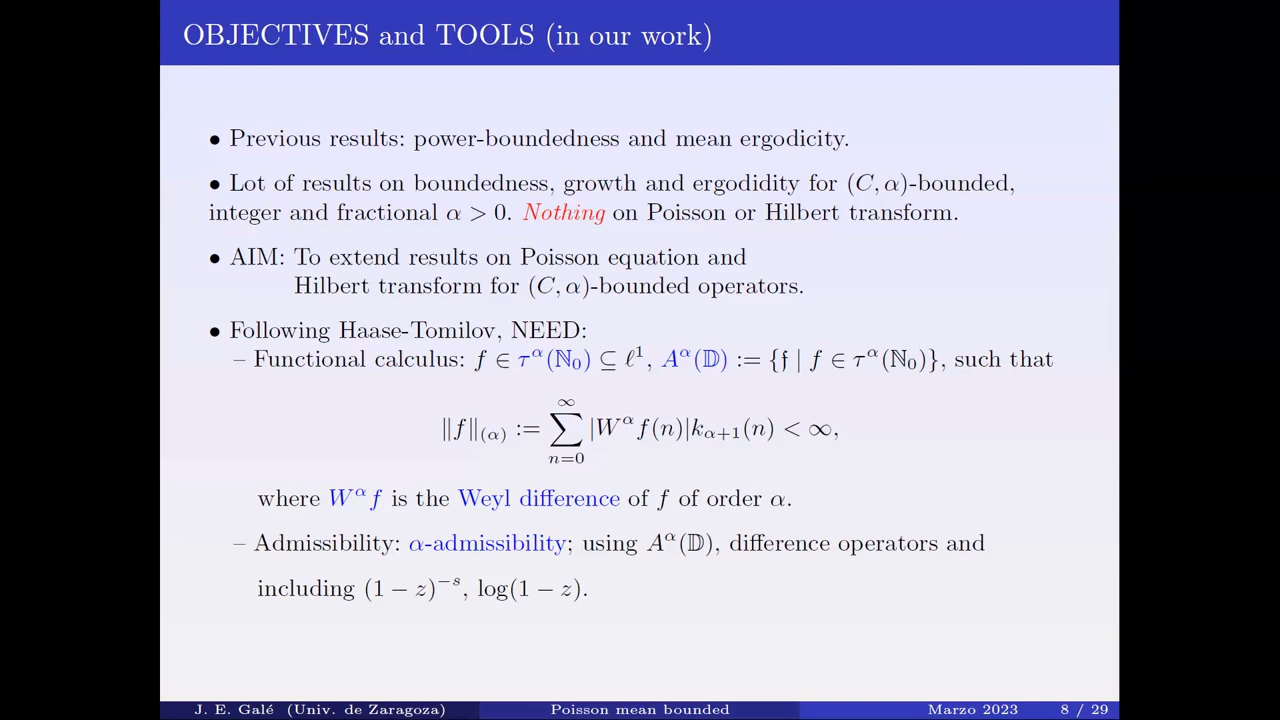 OBJECTIVES and TOOLS (in our work)
• Previous results: power-boundedness and mean ergodicity.
• Lot of results on boundedness, growth and ergodidity for (C, α)-bounded,
integer and fractional α > 0. Nothing on Poisson or Hilbert transform.
• AIM: To extend results on Poisson equation and
Hilbert transform for (C, α)-bounded operators.
• Following Haase-Tomilov, NEED:
– Functional calculus: f ∈ τ^α(ℕ₀) ⊆ ℓ¹, A^α(𝔻) := {𝔣 | f ∈ τ^α(ℕ₀)}, such that
‖f‖_(α) := ∑_{n=0}^{∞} |W^α f(n)|k_{α+1}(n) < ∞,
where W^α f is the Weyl difference of f of order α.
– Admissibility: α-admissibility; using A^α(𝔻), difference operators and
including (1 − z)^{−s}, log(1 − z).
J. E. Galé (Univ. de Zaragoza) Poisson mean bounded Marzo 2023 8 / 29